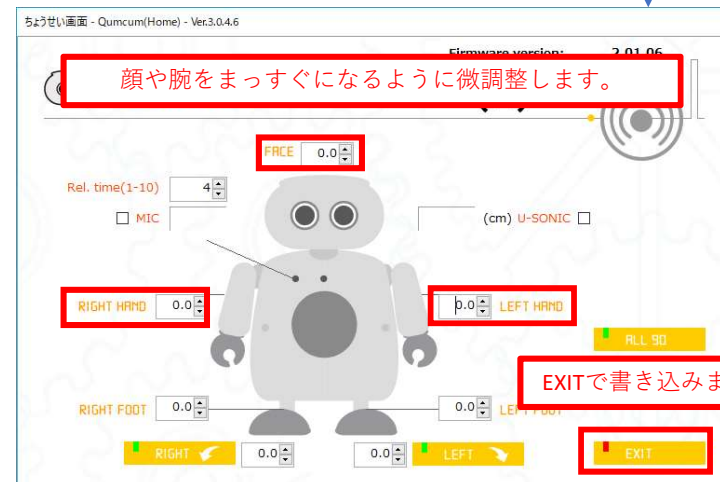 ちょうせい画面 - Qumcum(Home) - Ver.3.0.4.6
Firmware version: 2.01.06
顔や腕をまっすぐになるように微調整します。
FACE 0.0
Rel. time(1-10) 4
MIC
(cm) U-SONIC
RIGHT HAND 0.0
0.0 LEFT HAND
ALL 90
EXITで書き込みま
RIGHT FOOT 0.0
0.0 LEFT FOOT
RIGHT 0.0
0.0 LEFT
EXIT